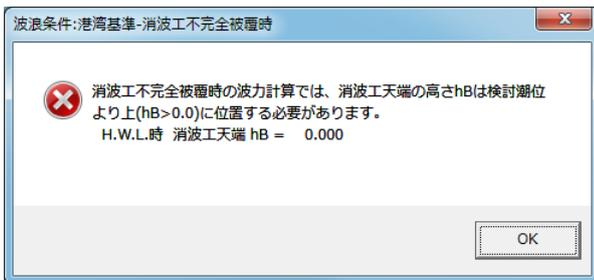 波浪条件:港湾基準-消波工不完全被覆時
消波工不完全被覆時の波力計算では、消波工天端の高さhBは検討潮位
より上(hB>0.0)に位置する必要があります。
H.W.L.時 消波工天端 hB = 0.000
OK